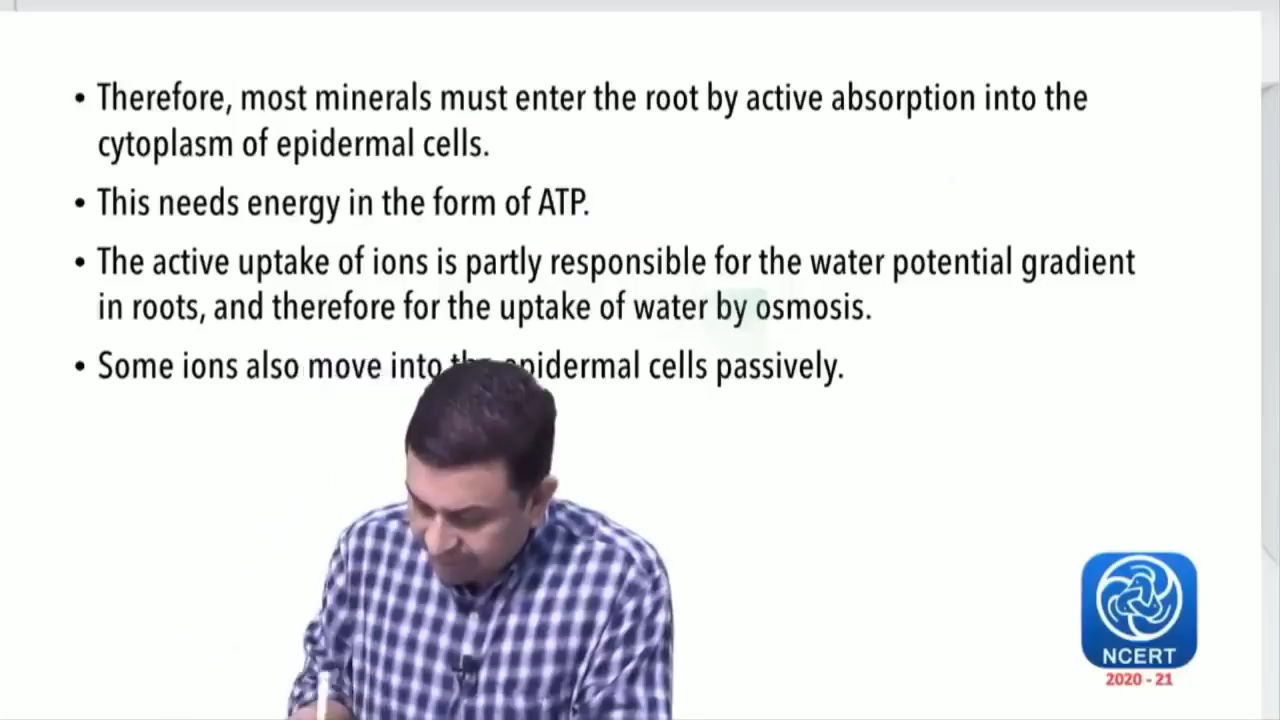 • Therefore, most minerals must enter the root by active absorption into the
cytoplasm of epidermal cells.
• This needs energy in the form of ATP.
• The active uptake of ions is partly responsible for the water potential gradient
in roots, and therefore for the uptake of water by osmosis.
• Some ions also move into the epidermal cells passively.
NCERT
2020 - 21